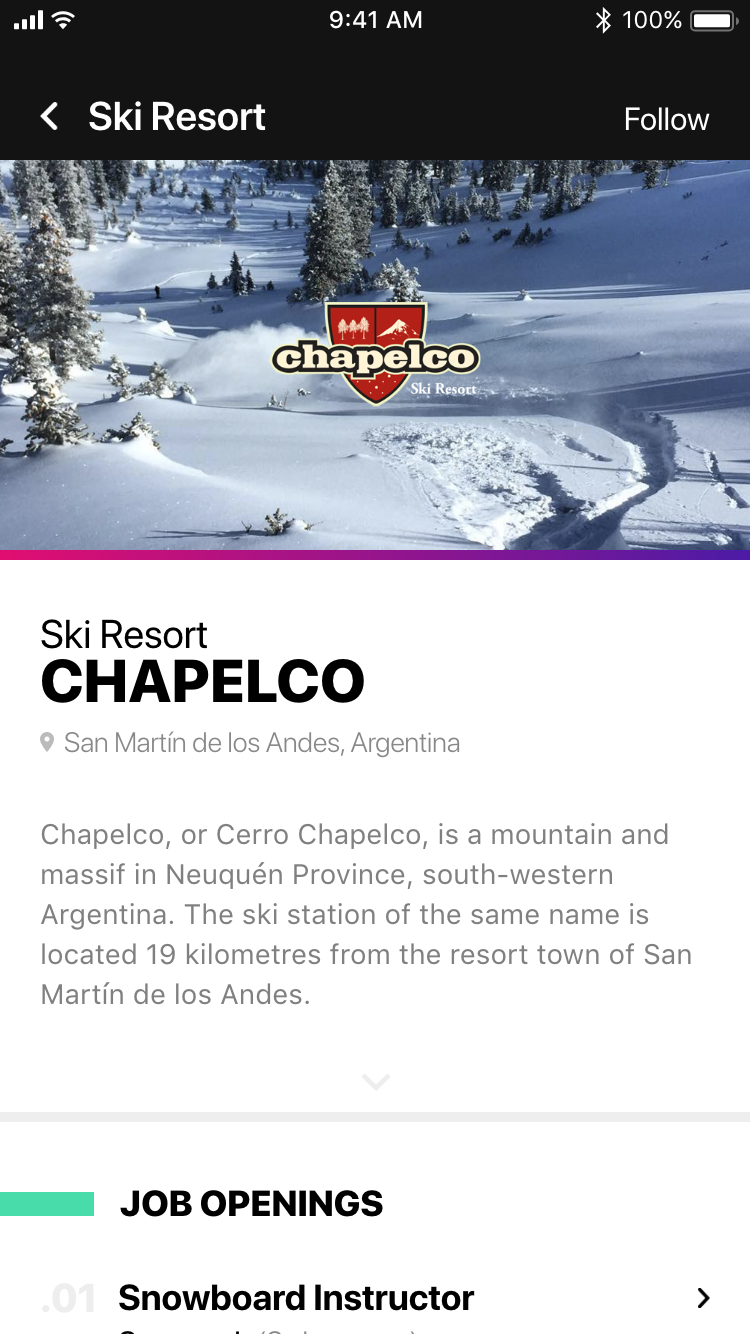 9:41 AM
100%
Ski Resort
Follow
chapelco
Ski Resort
Ski Resort
CHAPELCO
San Martín de los Andes, Argentina
Chapelco, or Cerro Chapelco, is a mountain and
massif in Neuquén Province, south-western
Argentina. The ski station of the same name is
located 19 kilometres from the resort town of San
Martín de los Andes.
JOB OPENINGS
.01 Snowboard Instructor